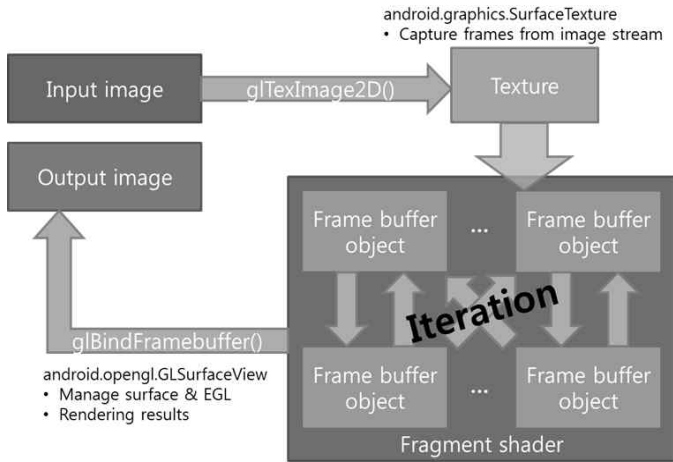 android.graphics.SurfaceTexture
• Capture frames from image stream
Input image
glTexImage2D()
Texture
Output image
Frame buffer
object
...
Frame buffer
object
Iteration
glBindFramebuffer()
android.opengl.GLSurfaceView
• Manage surface & EGL
• Rendering results
Frame buffer
object
...
Frame buffer
object
Fragment shader